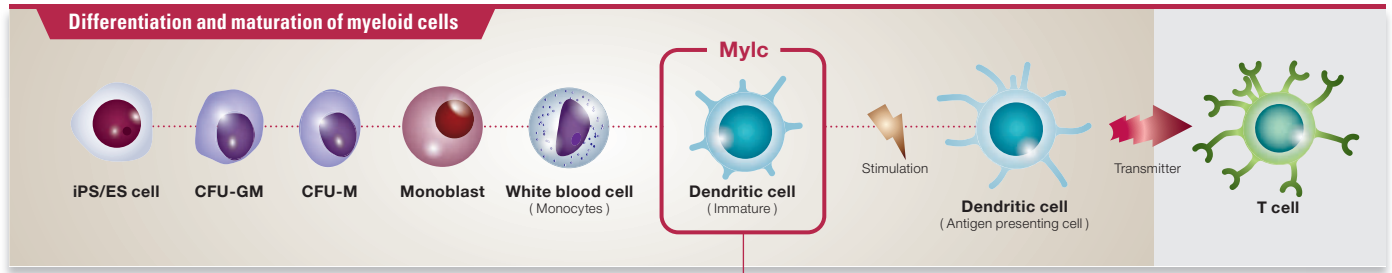 Differentiation and maturation of myeloid cells
Mylc
iPS/ES cell
CFU-GM
CFU-M
Monoblast
White blood cell
( Monocytes )
Dendritic cell
( Immature )
Stimulation
Dendritic cell
( Antigen presenting cell )
Transmitter
T cell